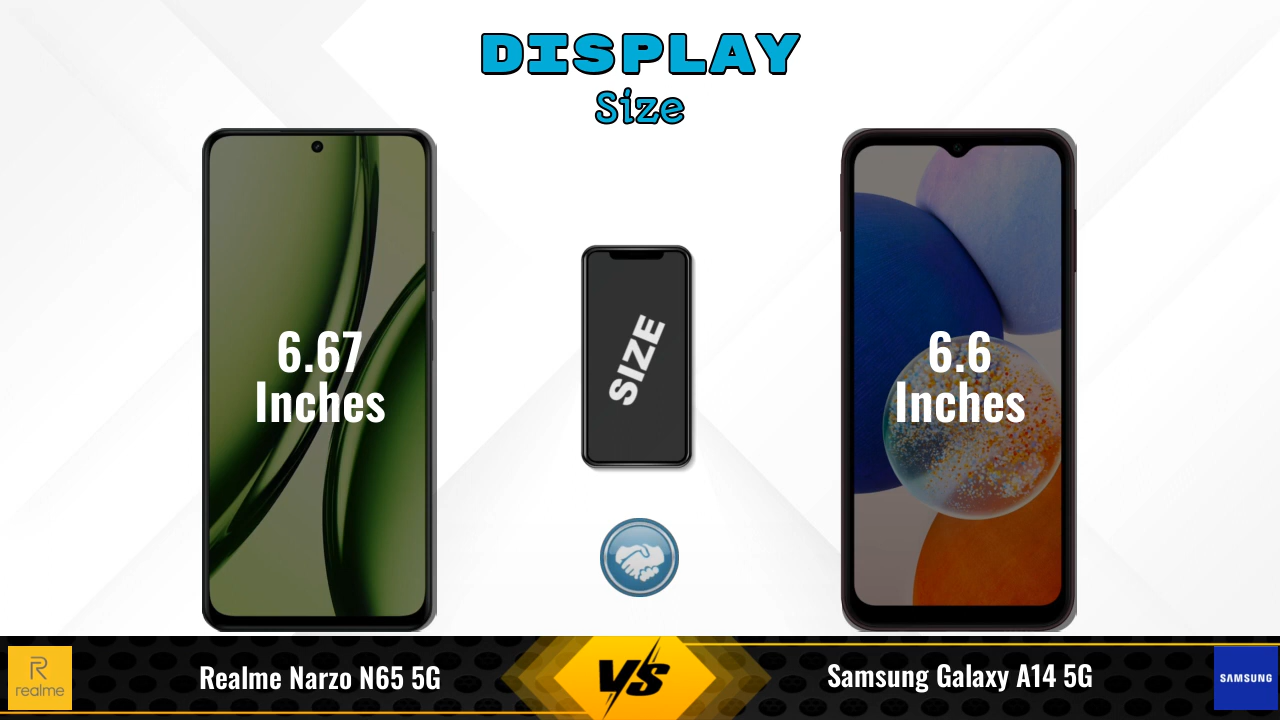 DISPLAY
Size
6.67
Inches
SIZE
6.6
Inches
R
realme
Realme Narzo N65 5G
VS
Samsung Galaxy A14 5G
SAMSUNG